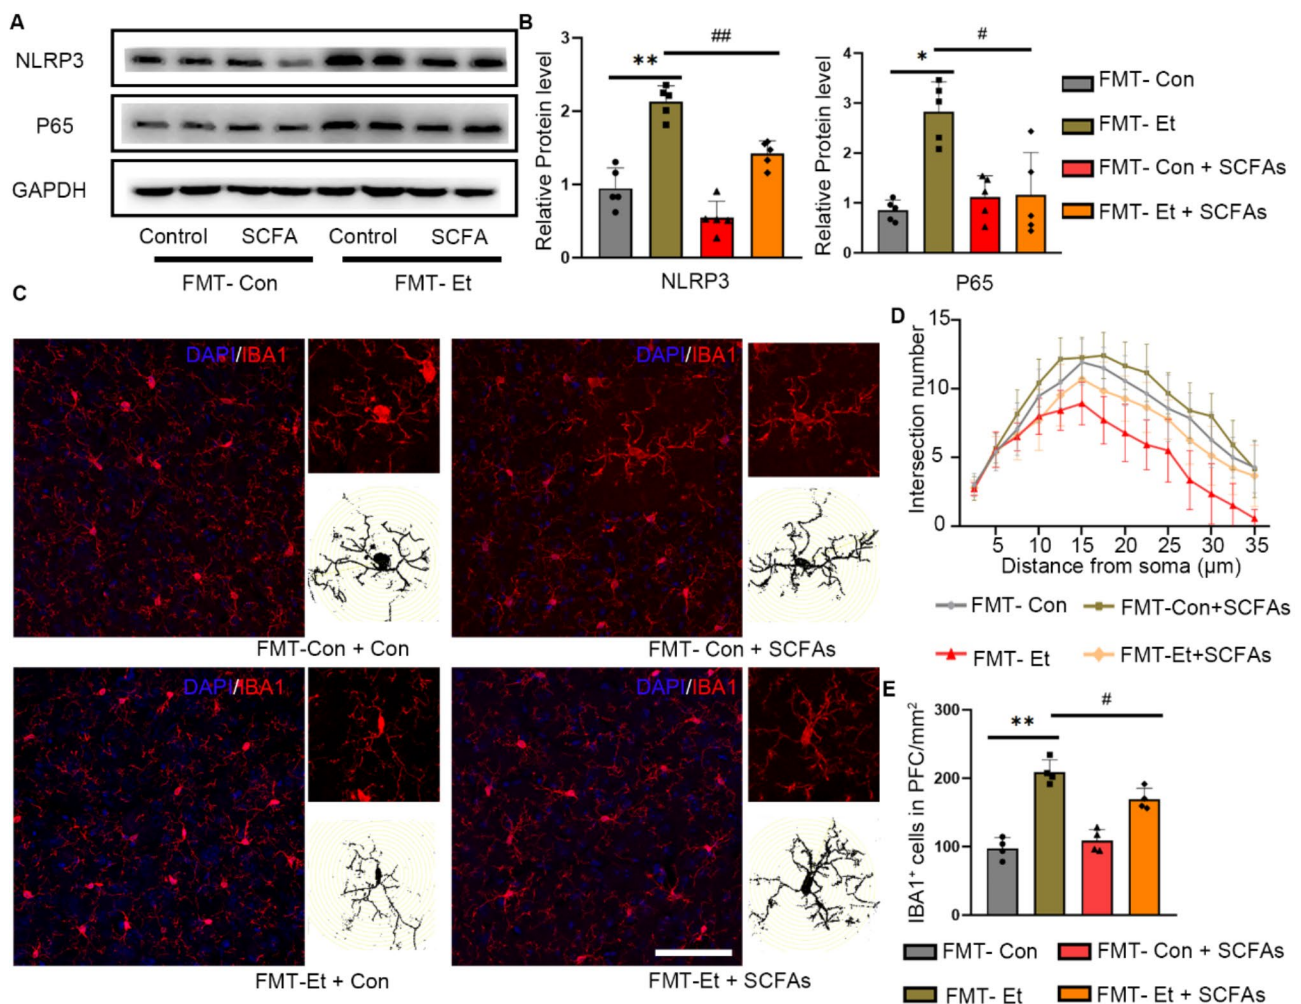 A
NLRP3
P65
GAPDH
Control SCFA Control SCFA
FMT- Con FMT- Et
B
Relative Protein level
3
2
1
0
** ##
NLRP3
Relative Protein level
4
3
2
1
0
* #
P65
FMT- Con
FMT- Et
FMT- Con + SCFAs
FMT- Et + SCFAs
C
DAPI/IBA1
FMT-Con + Con
DAPI/IBA1
FMT- Con + SCFAs
DAPI/IBA1
FMT-Et + Con
DAPI/IBA1
FMT-Et + SCFAs
D
Intersection number
15
10
5
0
5 10 15 20 25 30 35
Distance from soma (μm)
FMT- Con FMT-Con+SCFAs
FMT- Et FMT-Et+SCFAs
E
IBA1⁺ cells in PFC/mm²
300
200
100
0
** #
FMT- Con FMT- Con + SCFAs
FMT- Et FMT- Et + SCFAs